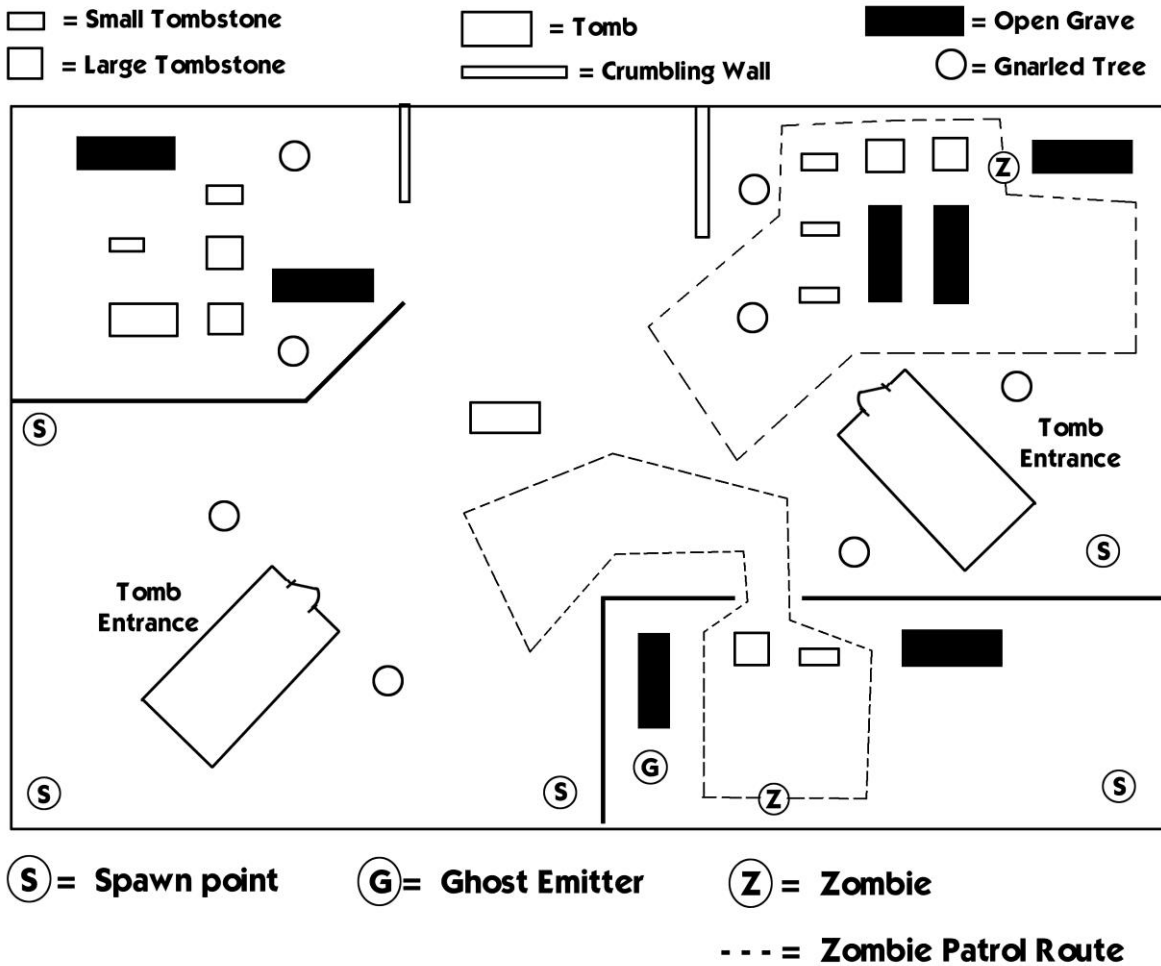 = Small Tombstone
= Tomb
= Open Grave
= Large Tombstone
= Crumbling Wall
= Gnarled Tree
Z
S
Tomb
Entrance
S
Tomb
Entrance
G
S
S
Z
S
S = Spawn point
G = Ghost Emitter
Z = Zombie
- - - = Zombie Patrol Route